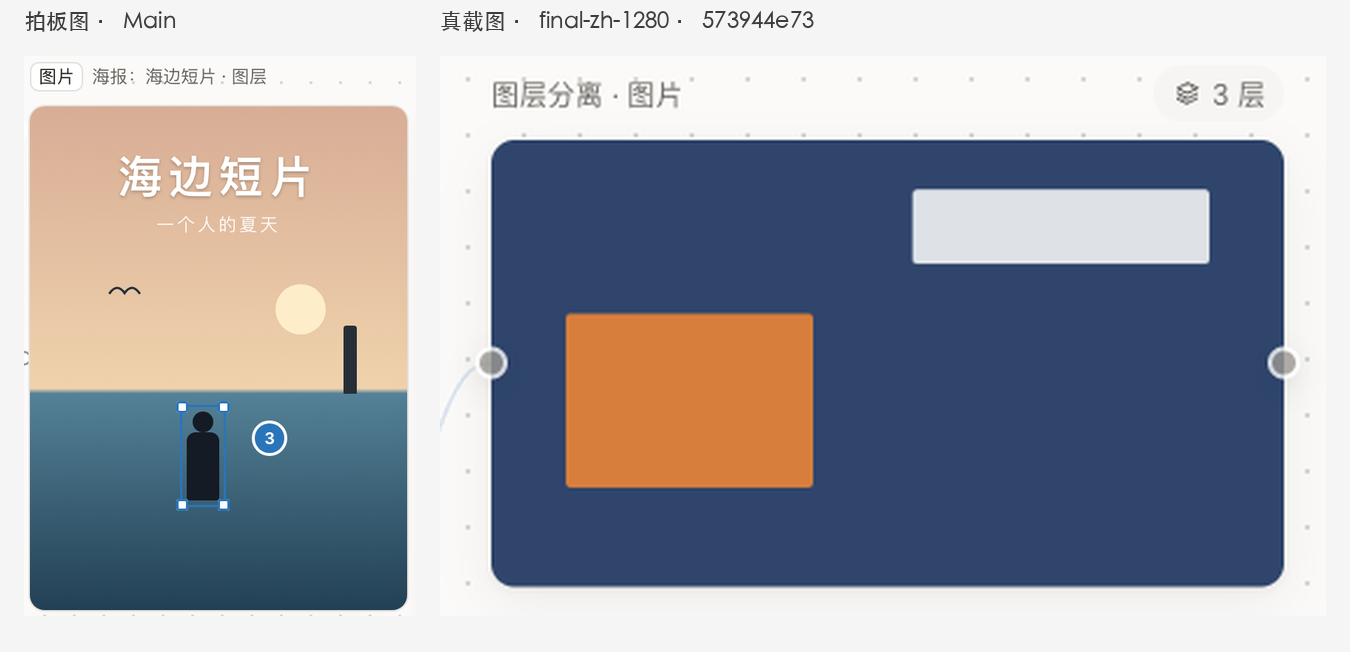 拍板图 · Main
真截图 · final-zh-1280 · 573944e73
图片 海报：海边短片 · 图层
海边短片
一个人的夏天
3
图层分离 · 图片
3 层